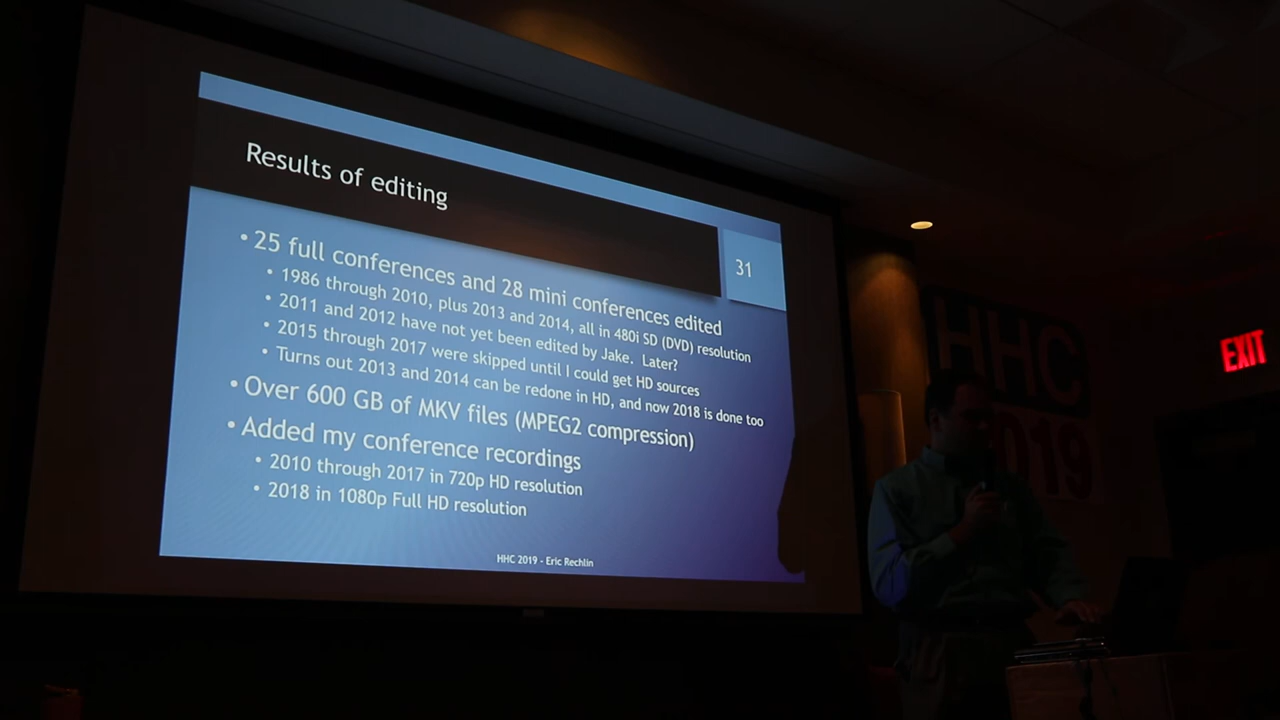 Results of editing
31
• 25 full conferences and 28 mini conferences edited
• 1986 through 2010, plus 2013 and 2014, all in 480i SD (DVD) resolution
• 2011 and 2012 have not yet been edited by Jake. Later?
• 2015 through 2017 were skipped until I could get HD sources
• Turns out 2013 and 2014 can be redone in HD, and now 2018 is done too
• Over 600 GB of MKV files (MPEG2 compression)
• Added my conference recordings
• 2010 through 2017 in 720p HD resolution
• 2018 in 1080p Full HD resolution
HHC 2019 - Eric Rechlin
HHC
019
EXIT